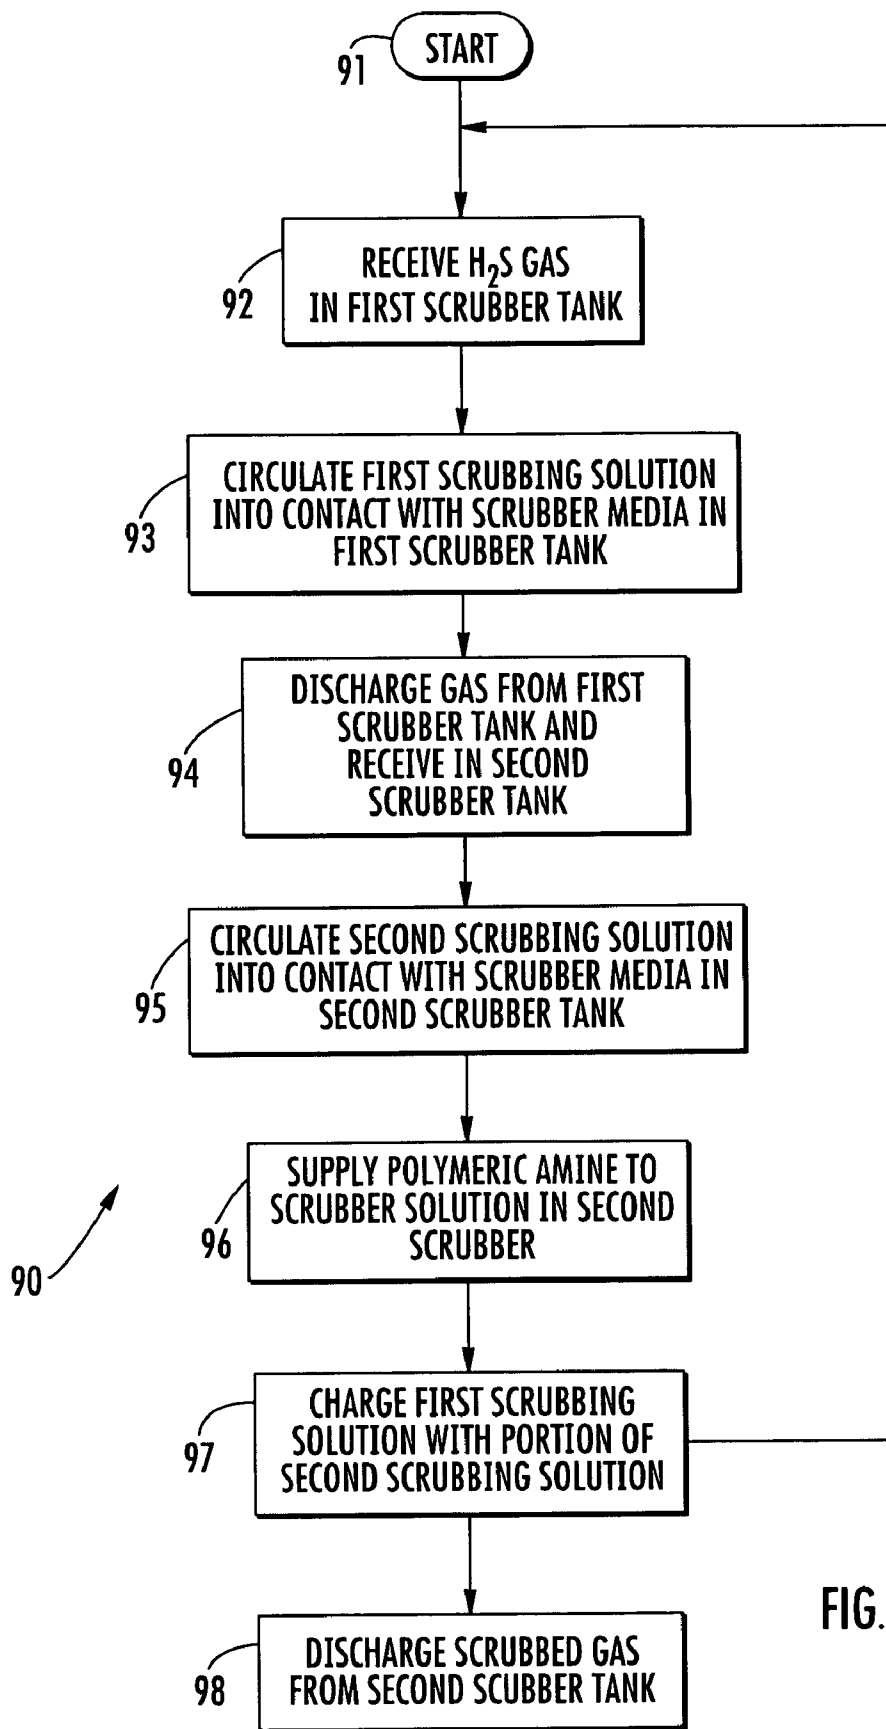 START
91
RECEIVE H₂S GAS
IN FIRST SCRUBBER TANK
92
CIRCULATE FIRST SCRUBBING SOLUTION
INTO CONTACT WITH SCRUBBER MEDIA IN
FIRST SCRUBBER TANK
93
DISCHARGE GAS FROM FIRST
SCRUBBER TANK AND
RECEIVE IN SECOND
SCRUBBER TANK
94
CIRCULATE SECOND SCRUBBING SOLUTION
INTO CONTACT WITH SCRUBBER MEDIA IN
SECOND SCRUBBER TANK
95
SUPPLY POLYMERIC AMINE TO
SCRUBBER SOLUTION IN SECOND
SCRUBBER
96
90
CHARGE FIRST SCRUBBING
SOLUTION WITH PORTION OF
SECOND SCRUBBING SOLUTION
97
FIG.
DISCHARGE SCRUBBED GAS
FROM SECOND SCUBBER TANK
98